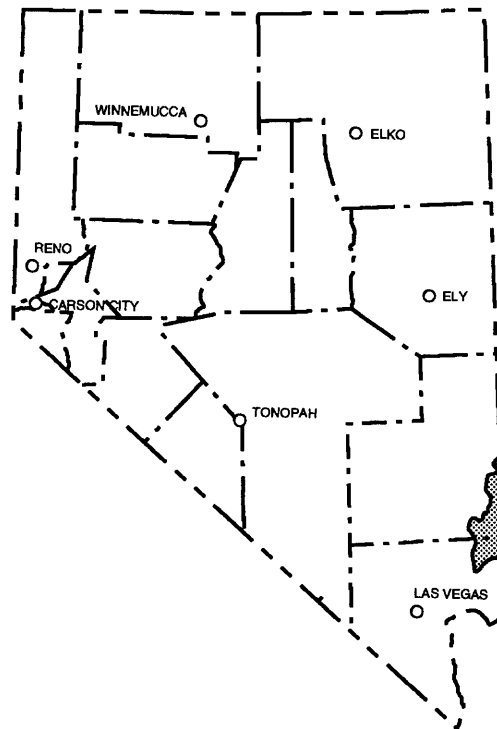 WINNEMUCCA
ELKO
RENO
CARSON CITY
ELY
TONOPAH
LAS VEGAS